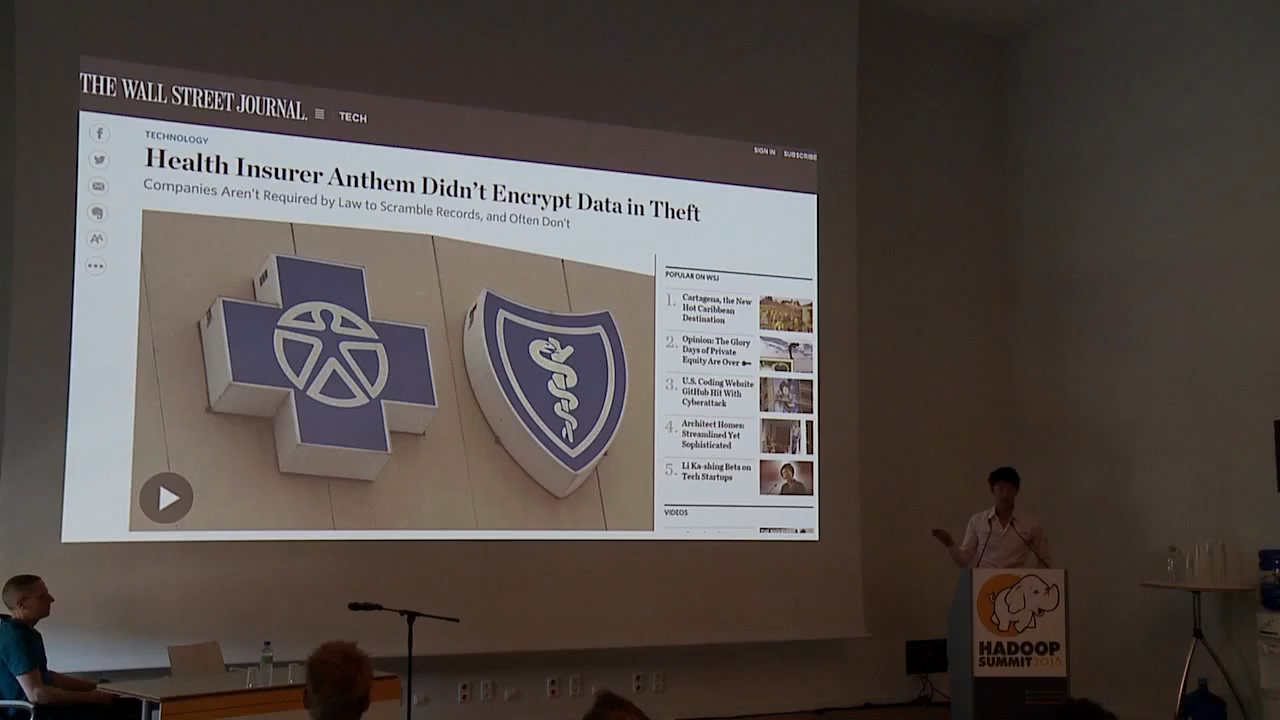 THE WALL STREET JOURNAL.
TECH
SIGN IN
SUBSCRIBE
TECHNOLOGY
Health Insurer Anthem Didn't Encrypt Data in Theft
Companies Aren't Required by Law to Scramble Records, and Often Don't
POPULAR ON WSJ
1. Cartagena, the New
Hot Caribbean
Destination
2. Opinion: The Glory
Days of Private
Equity Are Over
3. U.S. Coding Website
GitHub Hit With
Cyberattack
4. Architect Homes:
Streamlined Yet
Sophisticated
5. Li Ka-shing Bets on
Tech Startups
VIDEOS
HADOOP
SUMMIT 2015